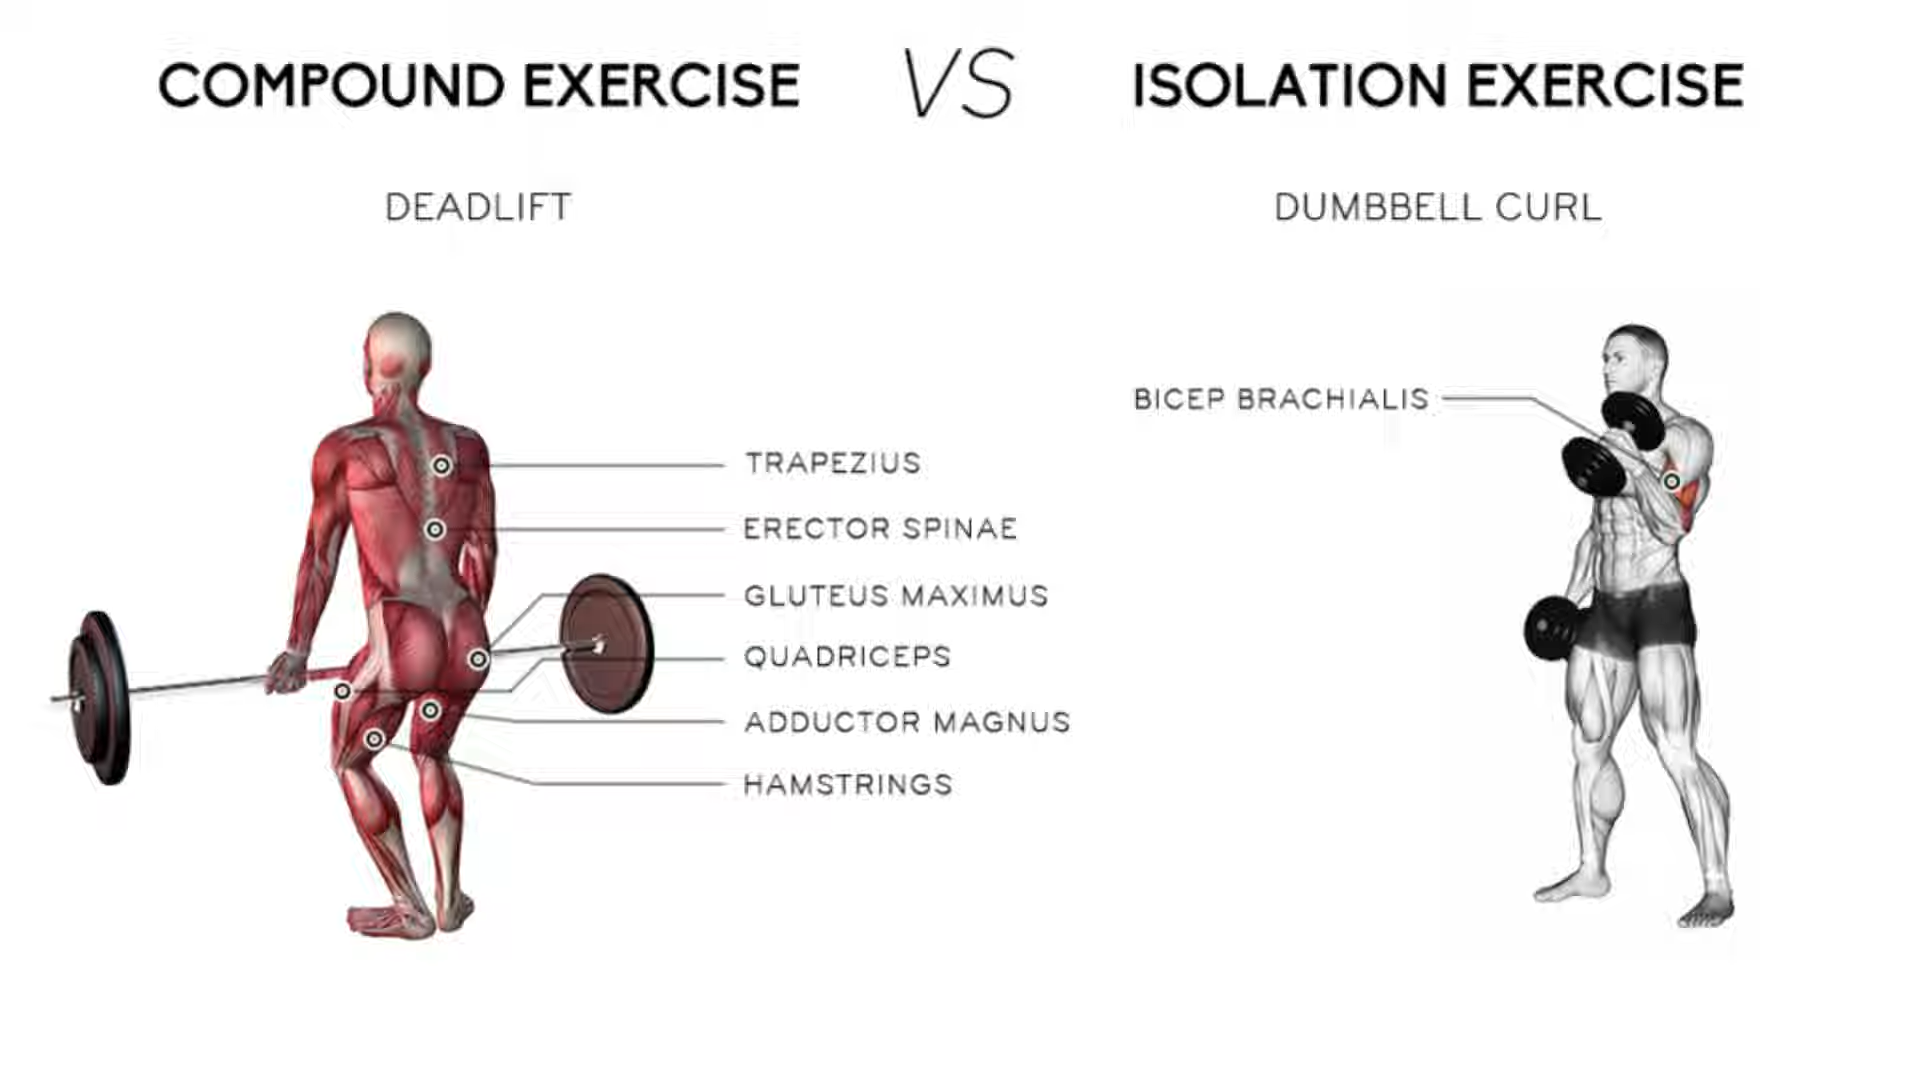 COMPOUND EXERCISE VS ISOLATION EXERCISE
DEADLIFT
DUMBBELL CURL
BICEP BRACHIALIS
TRAPEZIUS
ERECTOR SPINAE
GLUTEUS MAXIMUS
QUADRICEPS
ADDUCTOR MAGNUS
HAMSTRINGS